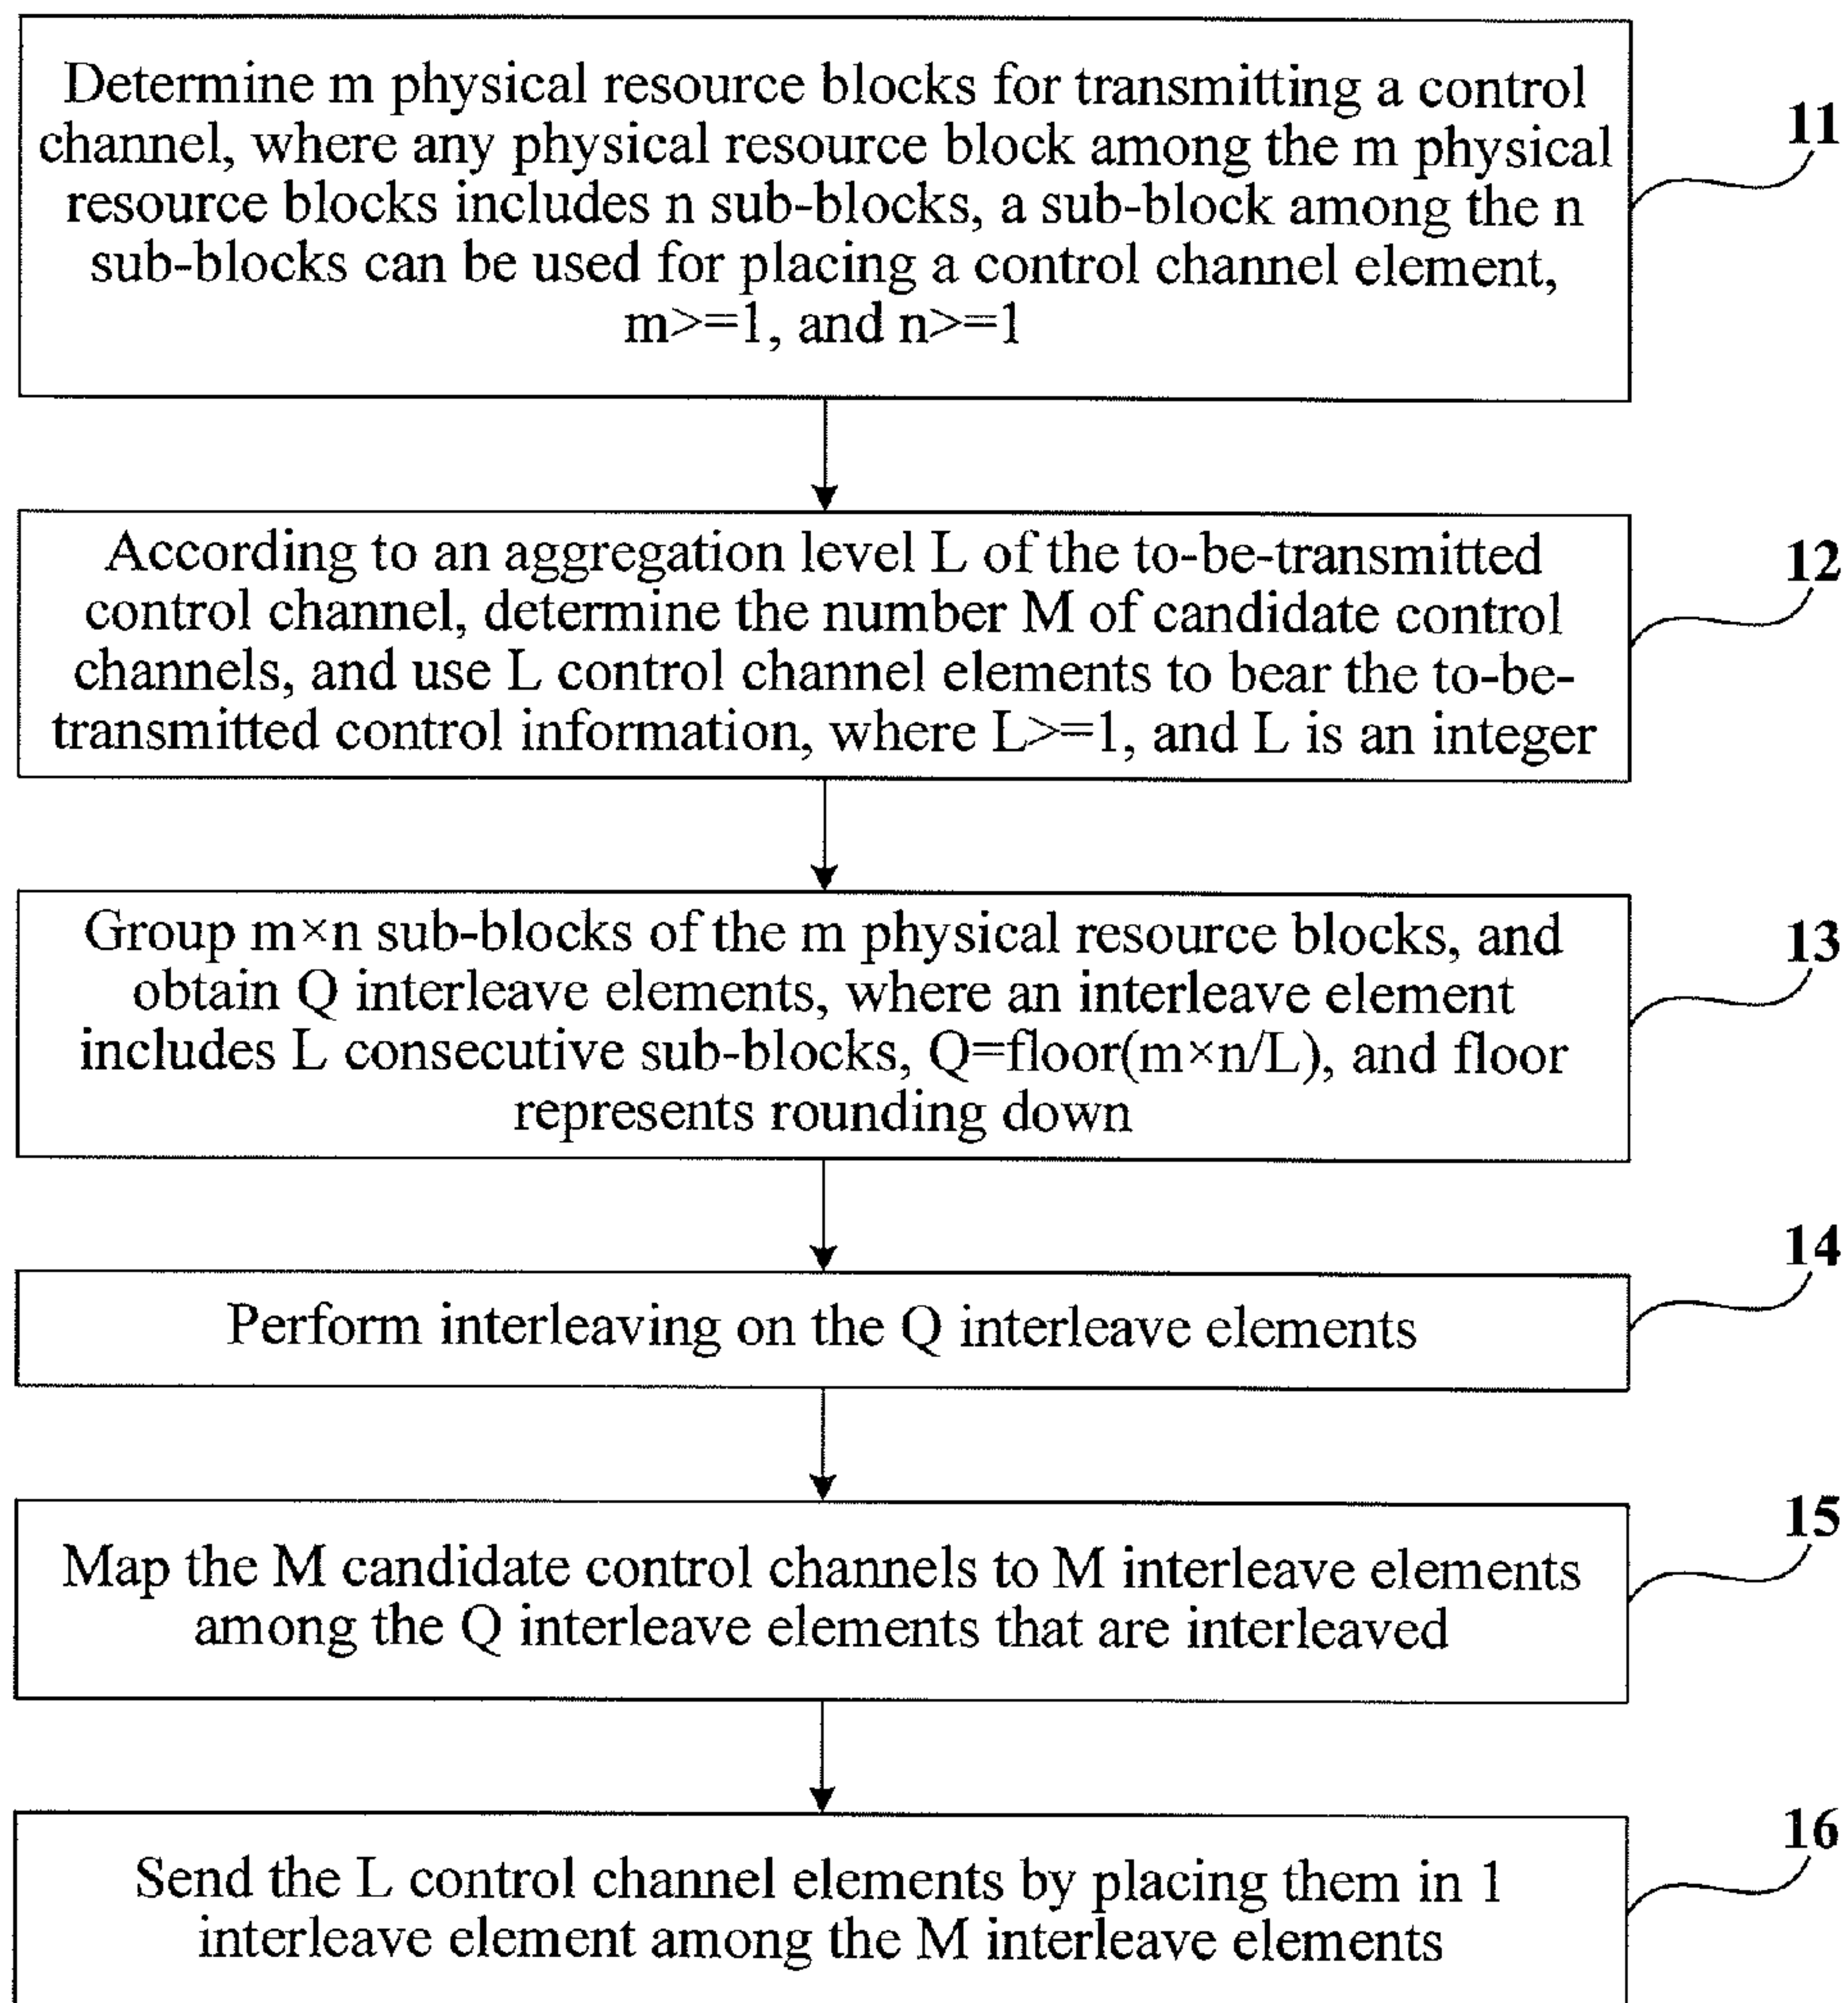 Determine m physical resource blocks for transmitting a control
channel, where any physical resource block among the m physical
resource blocks includes n sub-blocks, a sub-block among the n
sub-blocks can be used for placing a control channel element,
m>=1, and n>=1
11
According to an aggregation level L of the to-be-transmitted
control channel, determine the number M of candidate control
channels, and use L control channel elements to bear the to-be-
transmitted control information, where L>=1, and L is an integer
12
Group m×n sub-blocks of the m physical resource blocks, and
obtain Q interleave elements, where an interleave element
includes L consecutive sub-blocks, Q=floor(m×n/L), and floor
represents rounding down
13
Perform interleaving on the Q interleave elements
14
Map the M candidate control channels to M interleave elements
among the Q interleave elements that are interleaved
15
Send the L control channel elements by placing them in 1
interleave element among the M interleave elements
16